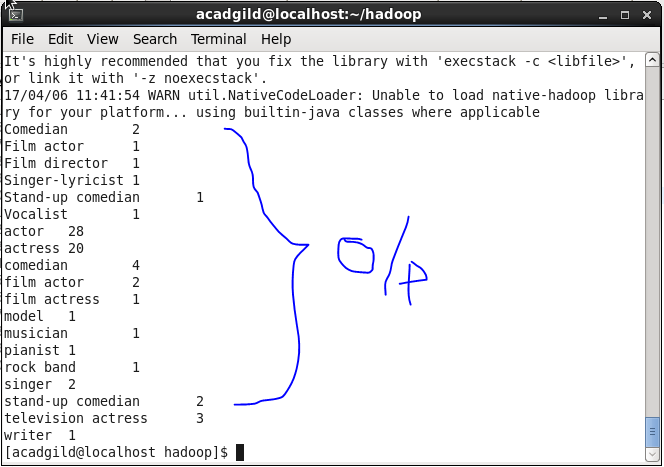 acadgild@localhost:~/hadoop
File Edit View Search Terminal Help
It's highly recommended that you fix the library with 'execstack -c <libfile>',
or link it with '-z noexecstack'.
17/04/06 11:41:54 WARN util.NativeCodeLoader: Unable to load native-hadoop libra
ry for your platform... using builtin-java classes where applicable
Comedian 2
Film actor 1
Film director 1
Singer-lyricist 1
Stand-up comedian 1
Vocalist 1
actor 28
actress 20
comedian 4
film actor 2
film actress 1
model 1
musician 1
pianist 1
rock band 1
singer 2
stand-up comedian 2
television actress 3
writer 1
[acadgild@localhost hadoop]$
O/P